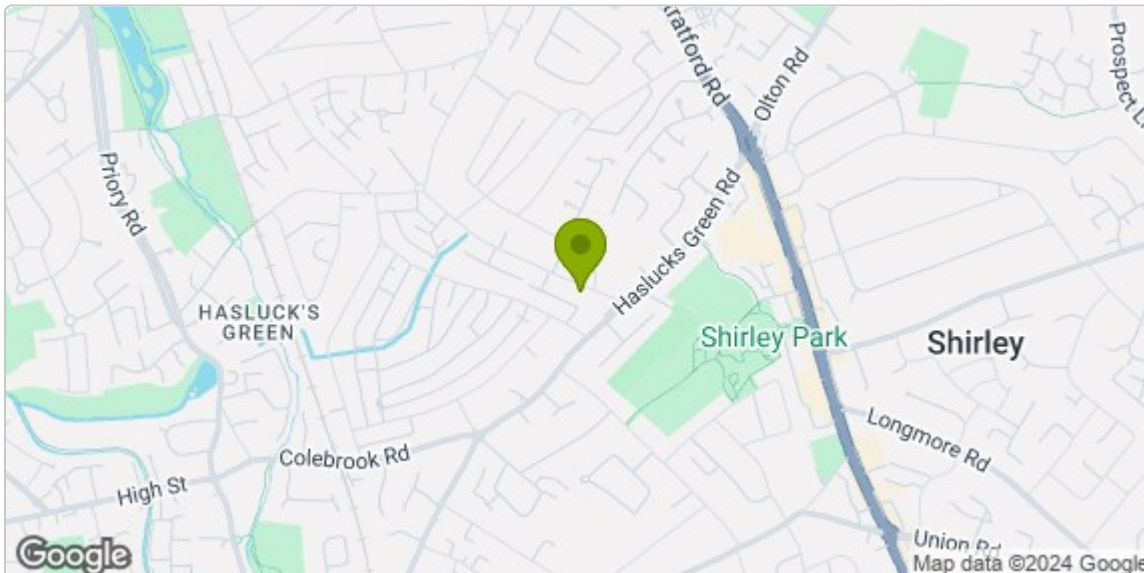 Stratford Rd
Olton Rd
Prospect L
Priory Rd
Haslucks Green Rd
HASLUCK'S
GREEN
Shirley Park
Shirley
Longmore Rd
Colebrook Rd
High St
Union Rd
Google
Map data ©2024 Google